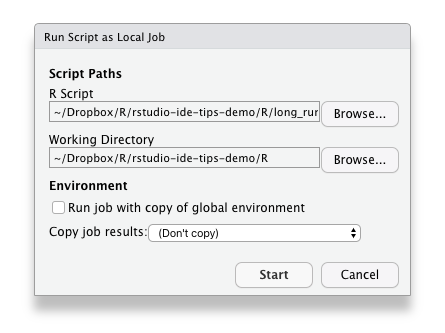 Run Script as Local Job
Script Paths
R Script
~/Dropbox/R/rstudio-ide-tips-demo/R/long_rur
Browse...
Working Directory
~/Dropbox/R/rstudio-ide-tips-demo/R
Browse...
Environment
Run job with copy of global environment
Copy job results: (Don't copy)
Start Cancel